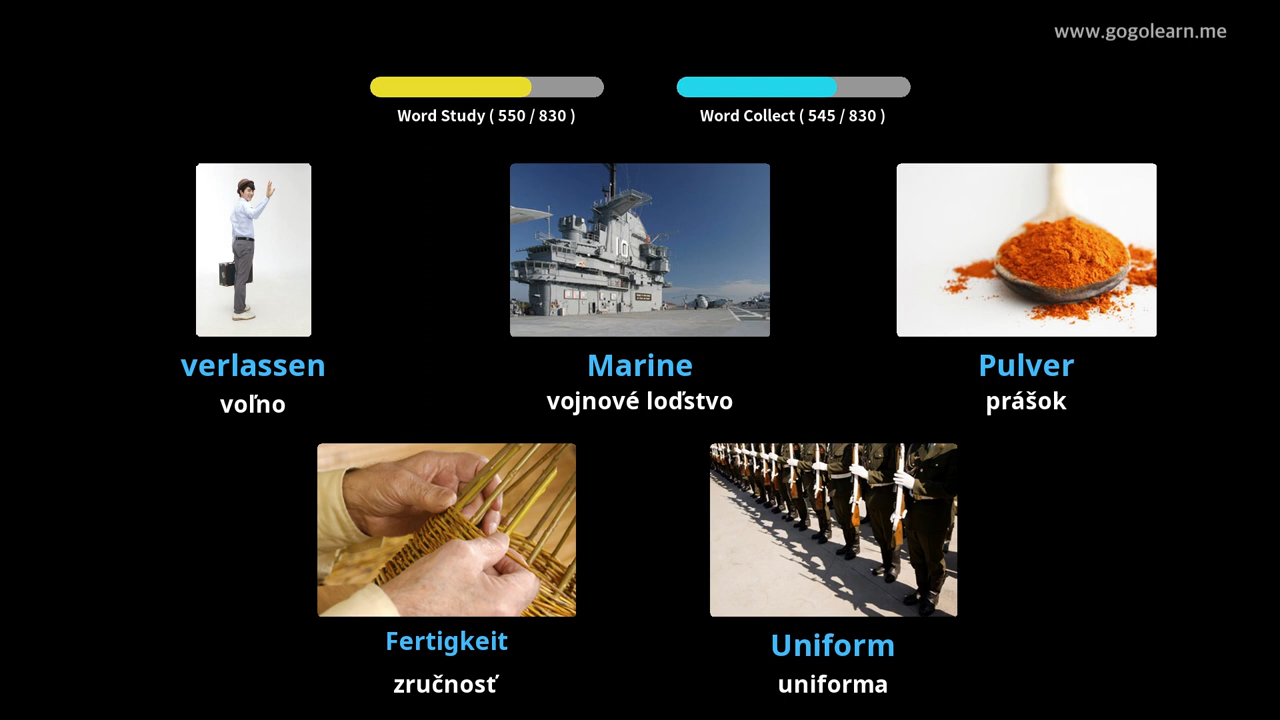 www.gogolearn.me
Word Study ( 550 / 830 )
Word Collect ( 545 / 830 )
verlassen
voľno
Marine
vojnové loďstvo
Pulver
prášok
Fertigkeit
zručnosť
Uniform
uniforma